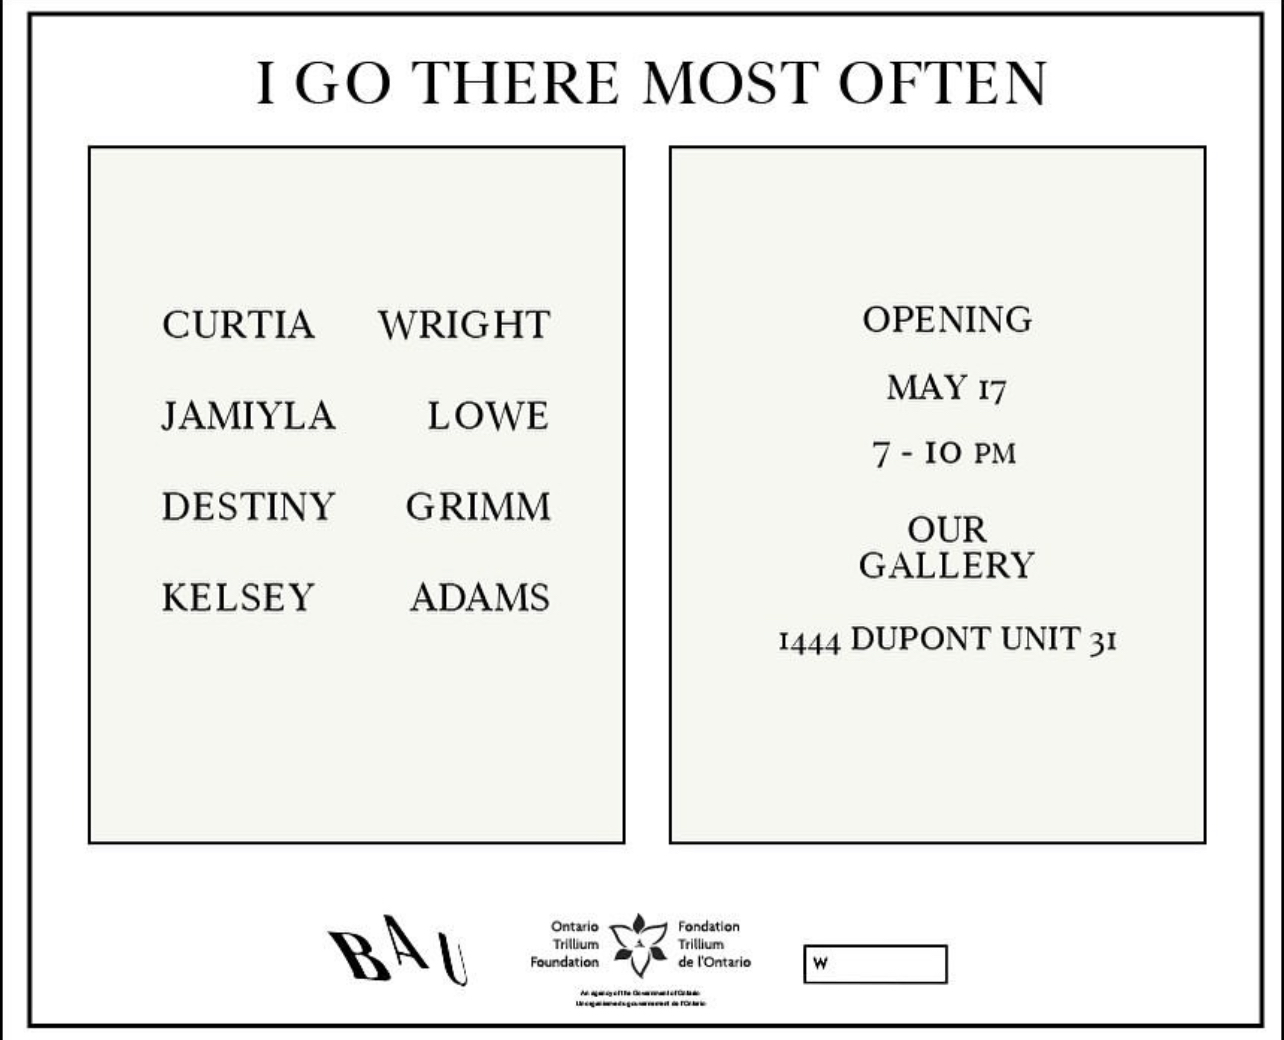 I GO THERE MOST OFTEN
CURTIA WRIGHT
JAMIYLA LOWE
DESTINY GRIMM
KELSEY ADAMS
OPENING
MAY 17
7 - 10 PM
OUR
GALLERY
1444 DUPONT UNIT 31
BAU
Ontario
Trillium
Foundation
Fondation
Trillium
de l'Ontario
An agency of the Government of Ontario
Un organisme du gouvernement de l'Ontario
W